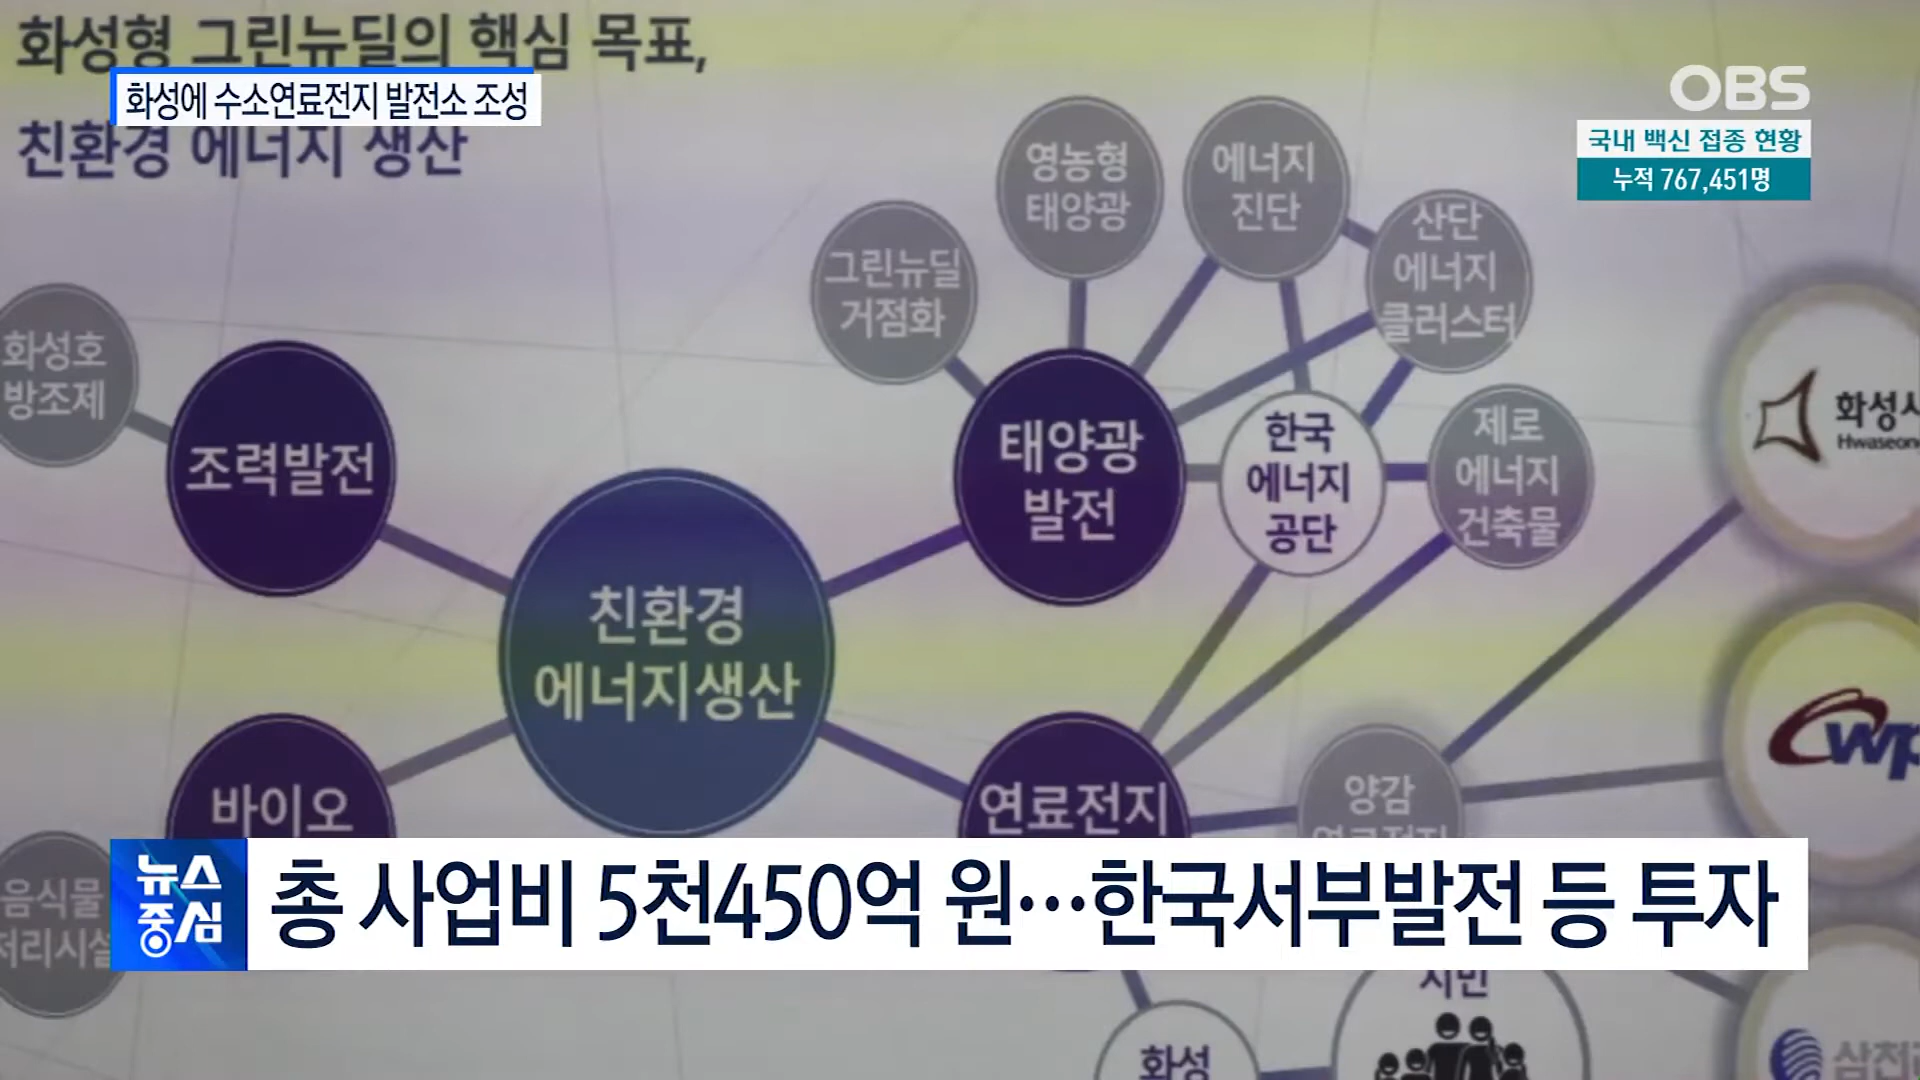 화성형 그린뉴딜의 핵심 목표,
화성에 수소연료전지 발전소 조성
친환경 에너지 생산
OBS
국내 백신 접종 현황
누적 767,451명
영농형
태양광
에너지
진단
산단
에너지
클러스터
그린뉴딜
거점화
화성호
방조제
조력발전
태양광
발전
한국
에너지
공단
제로
에너지
건축물
화성시
Hwaseong
친환경
에너지생산
wp
바이오
연료전지
양감
연료전지
음식물
처리시설
뉴스
중심
총 사업비 5천450억 원…한국서부발전 등 투자
시민
화성
삼천리